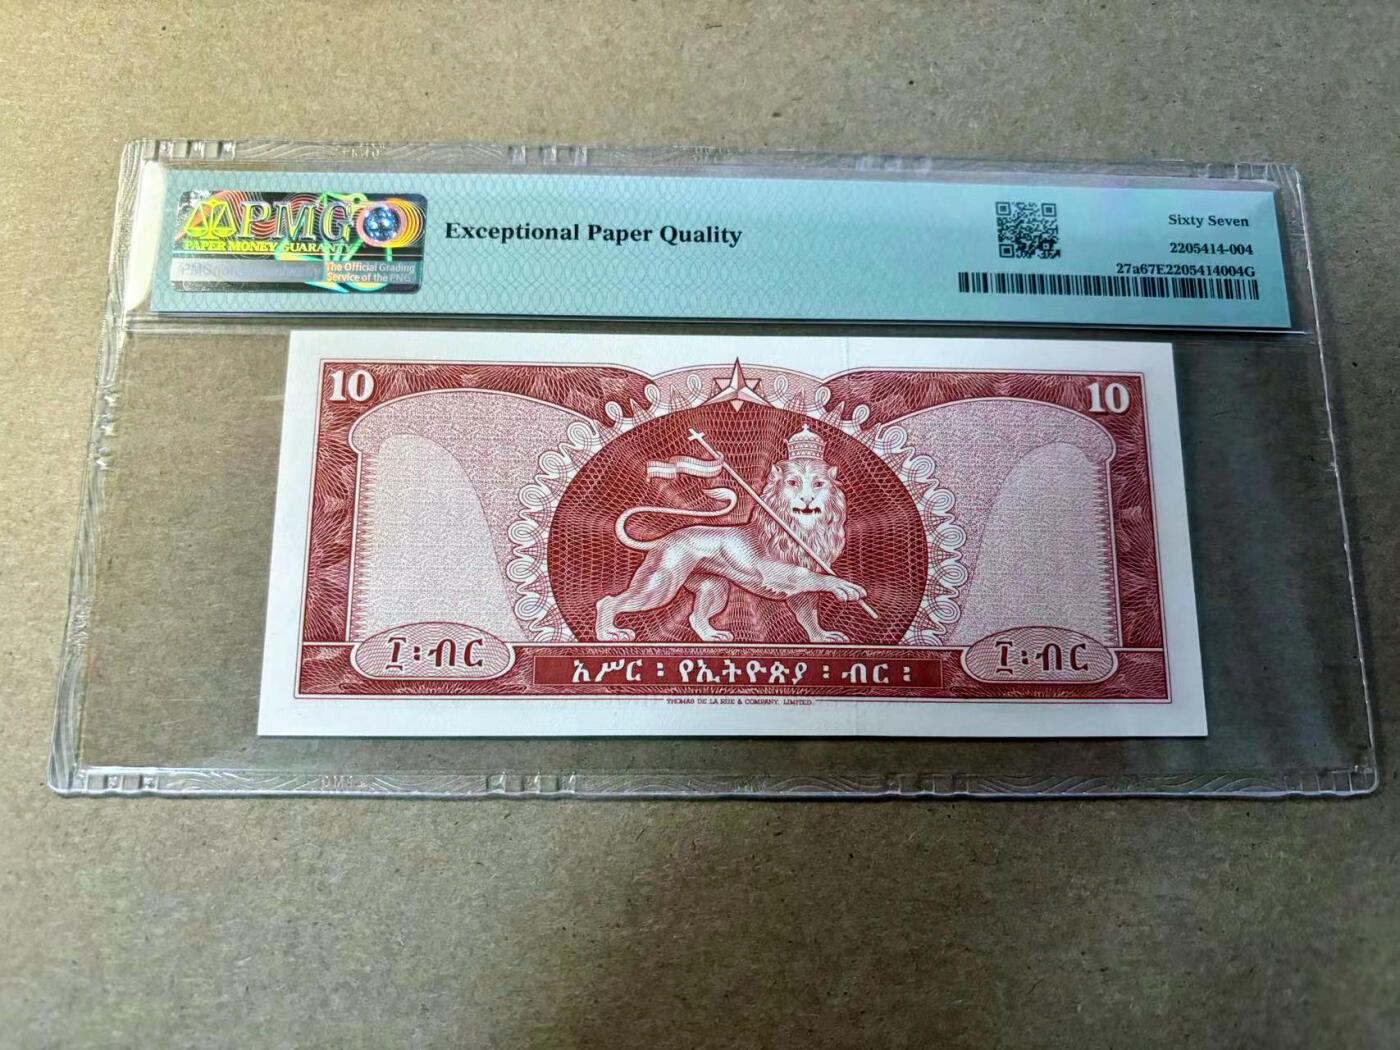 PMG
PAPER MONEY GUARANTY
The Official Grading
Service of the PNG
Exceptional Paper Quality
Sixty Seven
2205414-004
27a67E2205414004G
10
10
፲፡ብር
አሥር ፡ የኢትዮጵያ ፡ ብር ፡
፲፡ብር
THOMAS DE LA RUE & COMPANY, LIMITED.